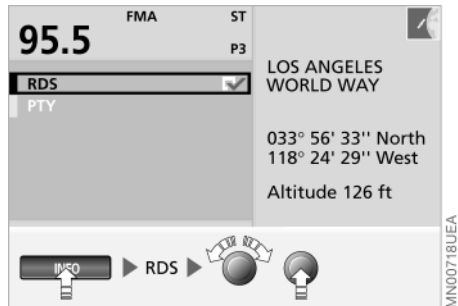 FMA ST
95.5 P3
RDS
PTY
LOS ANGELES
WORLD WAY
033° 56' 33'' North
118° 24' 29'' West
Altitude 126 ft
INFO RDS
MN00718UEA